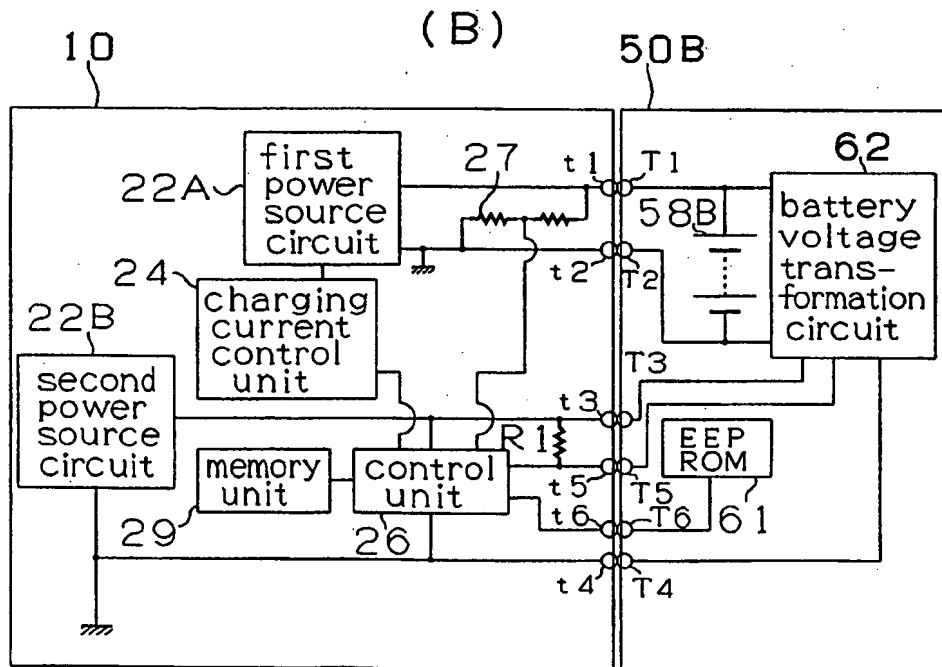 (B)
10
50B
first
power
source
circuit
22A
27
t1
T1
62
58B
battery
voltage
trans-
formation
circuit
24
t2
T2
charging
current
control
unit
22B
second
power
source
circuit
T3
t3
R1
EEP
ROM
memory
unit
control
unit
t5
T5
t6
T6
61
29
26
t4
T4